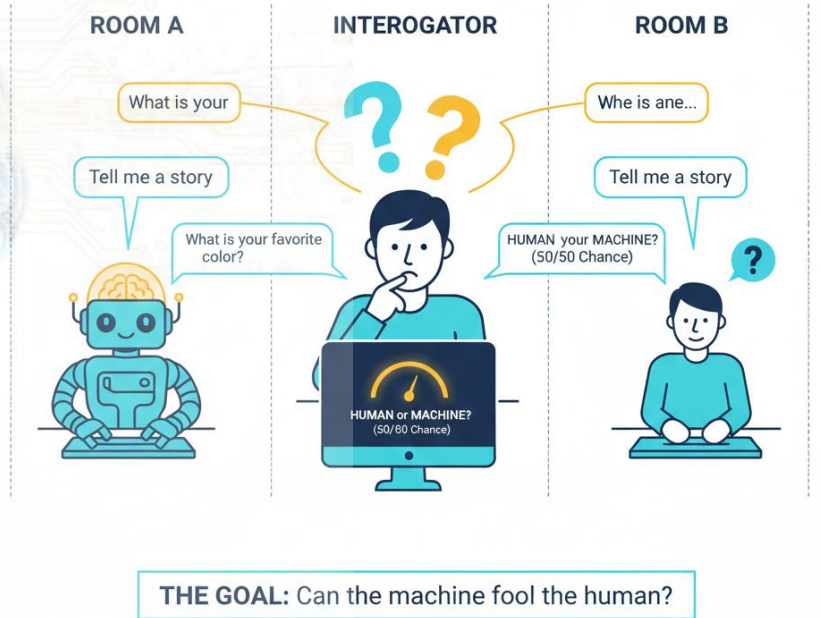 ROOM A
INTEROGATOR
ROOM B
What is your
Whe is ane...
Tell me a story
Tell me a story
What is your favorite
color?
HUMAN your MACHINE?
(50/50 Chance)
?
?
?
HUMAN or MACHINE?
(50/60 Chance)
THE GOAL: Can the machine fool the human?